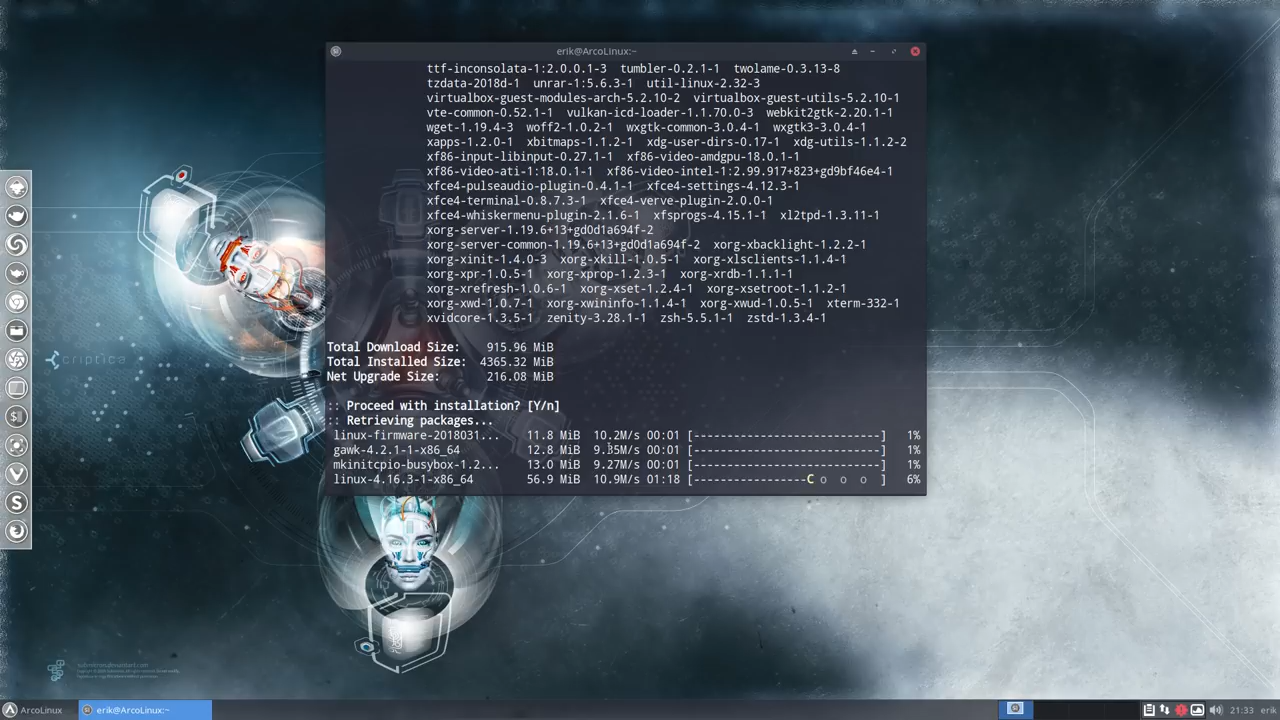 erik@ArcoLinux:~
ttf-inconsolata-1:2.0.0.1-3 tumbler-0.2.1-1 twolame-0.3.13-8
tzdata-2018d-1 unrar-1:5.6.3-1 util-linux-2.32-3
virtualbox-guest-modules-arch-5.2.10-2 virtualbox-guest-utils-5.2.10-1
vte-common-0.52.1-1 vulkan-icd-loader-1.1.70.0-3 webkit2gtk-2.20.1-1
wget-1.19.4-3 woff2-1.0.2-1 wxgtk-common-3.0.4-1 wxgtk3-3.0.4-1
xapps-1.2.0-1 xbitmaps-1.1.2-1 xdg-user-dirs-0.17-1 xdg-utils-1.1.2-2
xf86-input-libinput-0.27.1-1 xf86-video-amdgpu-18.0.1-1
xf86-video-ati-1:18.0.1-1 xf86-video-intel-1:2.99.917+823+gd9bf46e4-1
xfce4-pulseaudio-plugin-0.4.1-1 xfce4-settings-4.12.3-1
xfce4-terminal-0.8.7.3-1 xfce4-verve-plugin-2.0.0-1
xfce4-whiskermenu-plugin-2.1.6-1 xfsprogs-4.15.1-1 xl2tpd-1.3.11-1
xorg-server-1.19.6+13+gd0d1a694f-2
xorg-server-common-1.19.6+13+gd0d1a694f-2 xorg-xbacklight-1.2.2-1
xorg-xinit-1.4.0-3 xorg-xkill-1.0.5-1 xorg-xlsclients-1.1.4-1
xorg-xpr-1.0.5-1 xorg-xprop-1.2.3-1 xorg-xrdb-1.1.1-1
xorg-xrefresh-1.0.6-1 xorg-xset-1.2.4-1 xorg-xsetroot-1.1.2-1
xorg-xwd-1.0.7-1 xorg-xwininfo-1.1.4-1 xorg-xwud-1.0.5-1 xterm-332-1
xvidcore-1.3.5-1 zenity-3.28.1-1 zsh-5.5.1-1 zstd-1.3.4-1
Total Download Size: 915.96 MiB
Total Installed Size: 4365.32 MiB
Net Upgrade Size: 216.08 MiB
:: Proceed with installation? [Y/n]
:: Retrieving packages...
linux-firmware-2018031... 11.8 MiB 10.2M/s 00:01 [----------------------------] 1%
gawk-4.2.1-1-x86_64 12.8 MiB 9.35M/s 00:01 [----------------------------] 1%
mkinitcpio-busybox-1.2... 13.0 MiB 9.27M/s 00:01 [----------------------------] 1%
linux-4.16.3-1-x86_64 56.9 MiB 10.9M/s 01:18 [-----------------C o  o  o  ] 6%
criptica
ArcoLinux
erik@ArcoLinux:~
21:33
erik